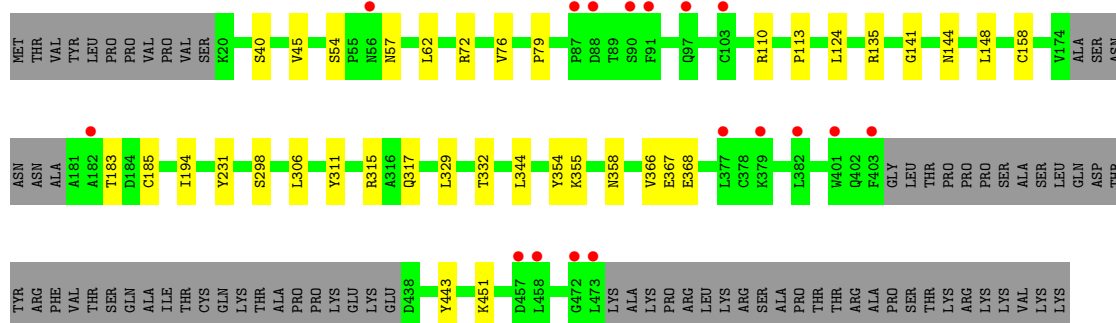 MET THR VAL TYR LEU PRO PRO VAL PRO VAL SER K20 S40 V45 S54 P55 N56 N57 L62 R72 V76 P79 P87 D88 T89 S90 F91 Q97 C103 R110 P113 L124 R135 G141 N144 L148 C158 V174 ALA SER ASN
ASN ASN ALA A181 A182 T183 D184 C185 I194 Y231 S298 L306 Y311 R315 A316 Q317 L329 T332 L344 Y354 K355 N358 V366 E367 E368 L377 C378 K379 L382 W401 Q402 F403 GLY LEU THR PRO PRO PRO SER ALA SER LEU GLN ASP THR
TYR ARG PHE VAL THR SER GLN ALA ILE THR CYS GLN LYS THR ALA PRO PRO LYS GLU LYS GLU D438 Y443 K451 D457 L458 G472 L473 LYS ALA LYS PRO LYS ARG LEU LYS ARG SER ALA PRO THR THR ARG ALA PRO SER THR LYS ARG LYS LYS VAL LYS LYS